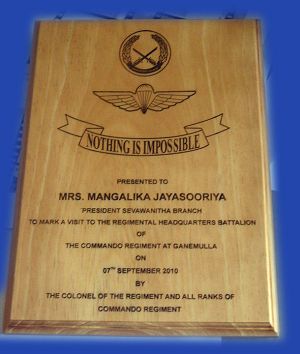 NOTHING IS IMPOSSIBLE
PRESENTED TO
MRS. MANGALIKA JAYASOORIYA
PRESIDENT SEVAWANITHA BRANCH
TO MARK A VISIT TO THE REGIMENTAL HEADQUARTERS BATTALION
OF
THE COMMANDO REGIMENT AT GANEMULLA
ON
07TH SEPTEMBER 2010
BY
THE COLONEL OF THE REGIMENT AND ALL RANKS OF
COMMANDO REGIMENT